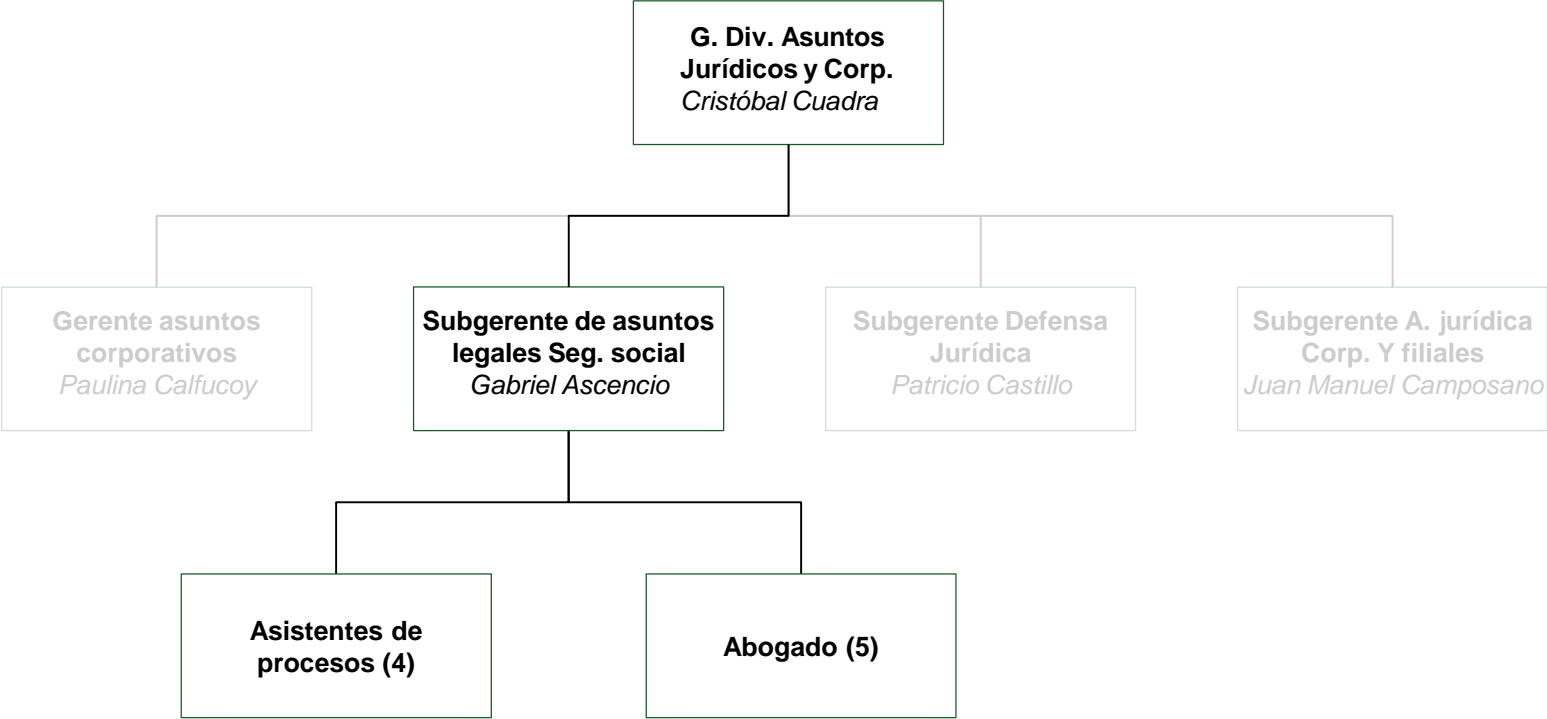 G. Div. Asuntos
Jurídicos y Corp.
Cristóbal Cuadra
Gerente asuntos
corporativos
Paulina Calfucoy
Subgerente de asuntos
legales Seg. social
Gabriel Ascencio
Subgerente Defensa
Jurídica
Patricio Castillo
Subgerente A. jurídica
Corp. Y filiales
Juan Manuel Camposano
Asistentes de
procesos (4)
Abogado (5)